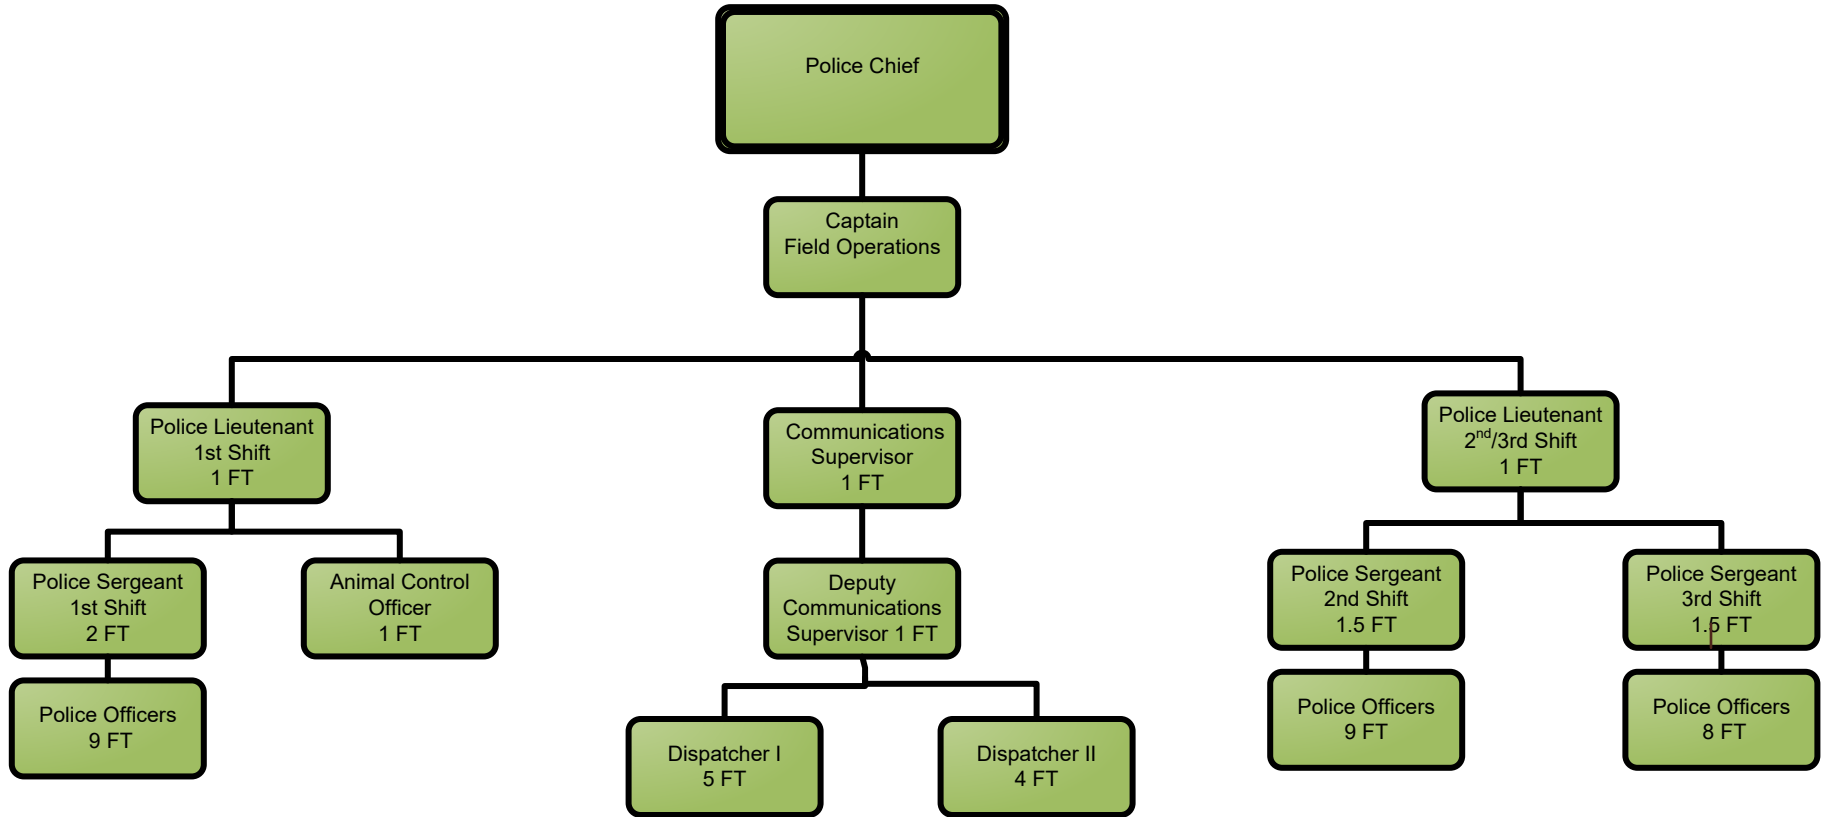 Police Chief
Captain
Field Operations
Police Lieutenant
1st Shift
1 FT
Communications
Supervisor
1 FT
Police Lieutenant
2nd/3rd Shift
1 FT
Police Sergeant
1st Shift
2 FT
Animal Control
Officer
1 FT
Deputy
Communications
Supervisor 1 FT
Police Sergeant
2nd Shift
1.5 FT
Police Sergeant
3rd Shift
1.5 FT
Police Officers
9 FT
Dispatcher I
5 FT
Dispatcher II
4 FT
Police Officers
9 FT
Police Officers
8 FT